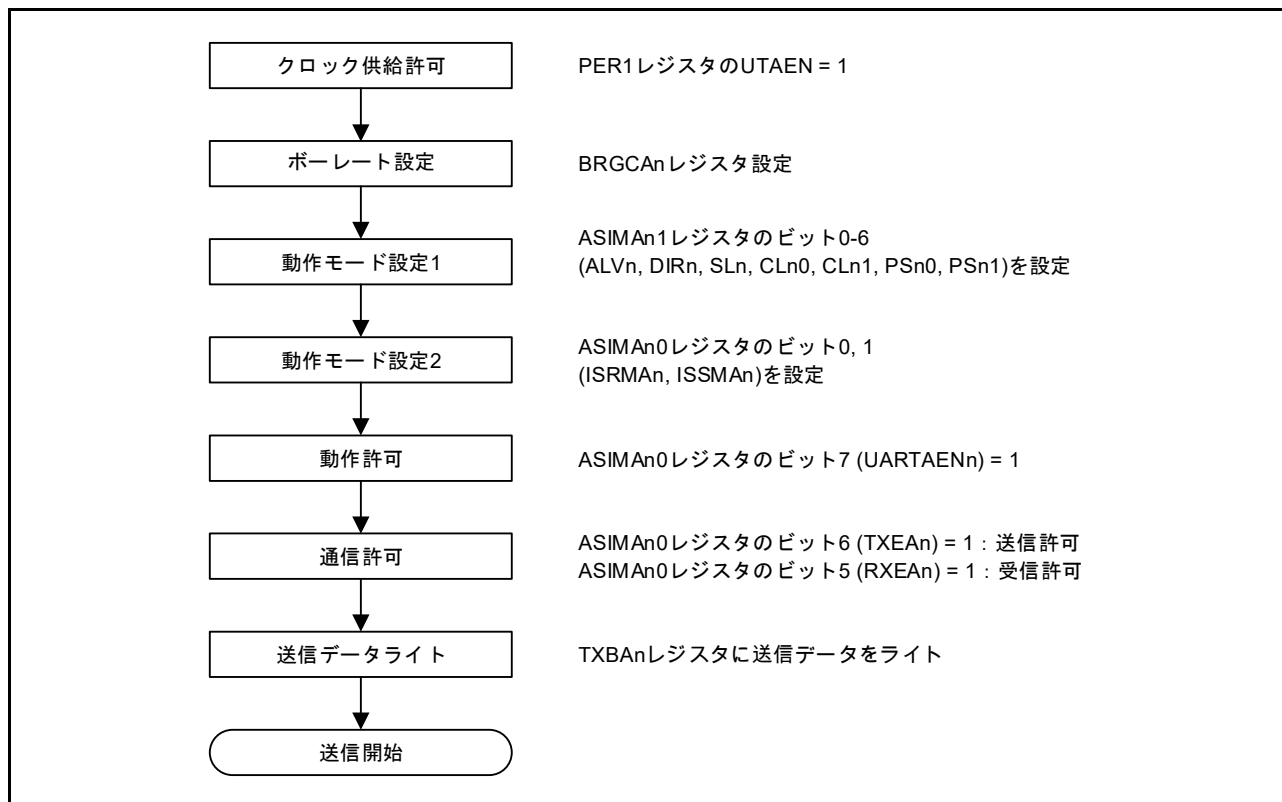 クロック供給許可
PER1レジスタのUTAEN = 1
ボーレート設定
BRGCAnレジスタ設定
動作モード設定1
ASIMAn1レジスタのビット0-6
(ALVn, DIRn, SLn, CLn0, CLn1, PSn0, PSn1)を設定
動作モード設定2
ASIMAn0レジスタのビット0, 1
(ISRMAn, ISSMAn)を設定
動作許可
ASIMAn0レジスタのビット7 (UARTAENn) = 1
通信許可
ASIMAn0レジスタのビット6 (TXEAn) = 1 : 送信許可
ASIMAn0レジスタのビット5 (RXEAn) = 1 : 受信許可
送信データライト
TXBAnレジスタに送信データをライト
送信開始